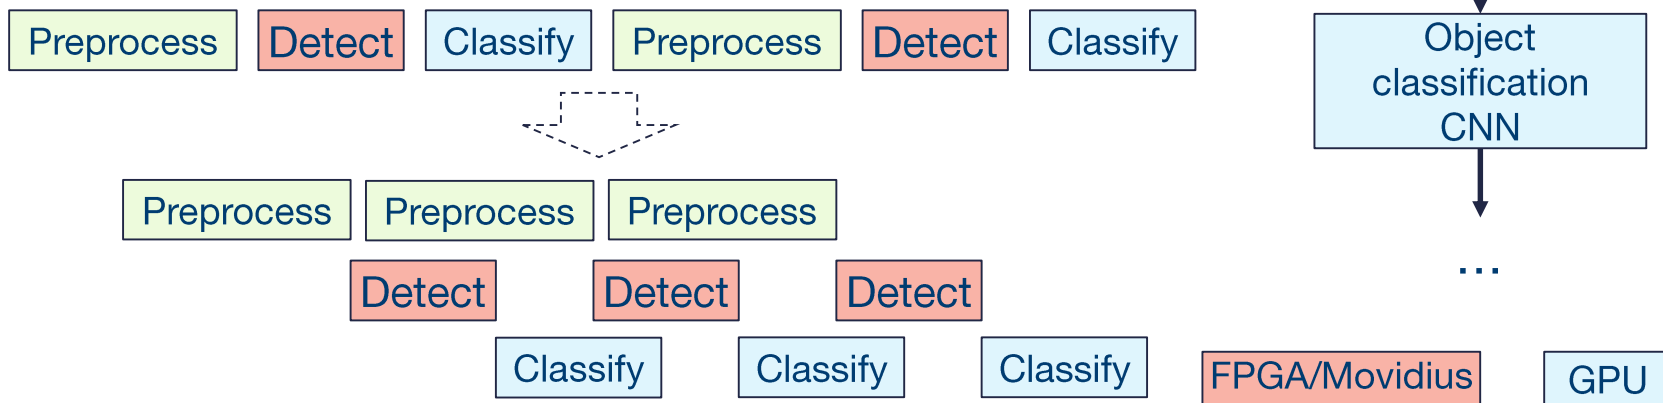 Preprocess Detect Classify Preprocess Detect Classify
Preprocess Preprocess Preprocess
Detect Detect Detect
Classify Classify Classify
Object
classification
CNN
...
FPGA/Movidius GPU